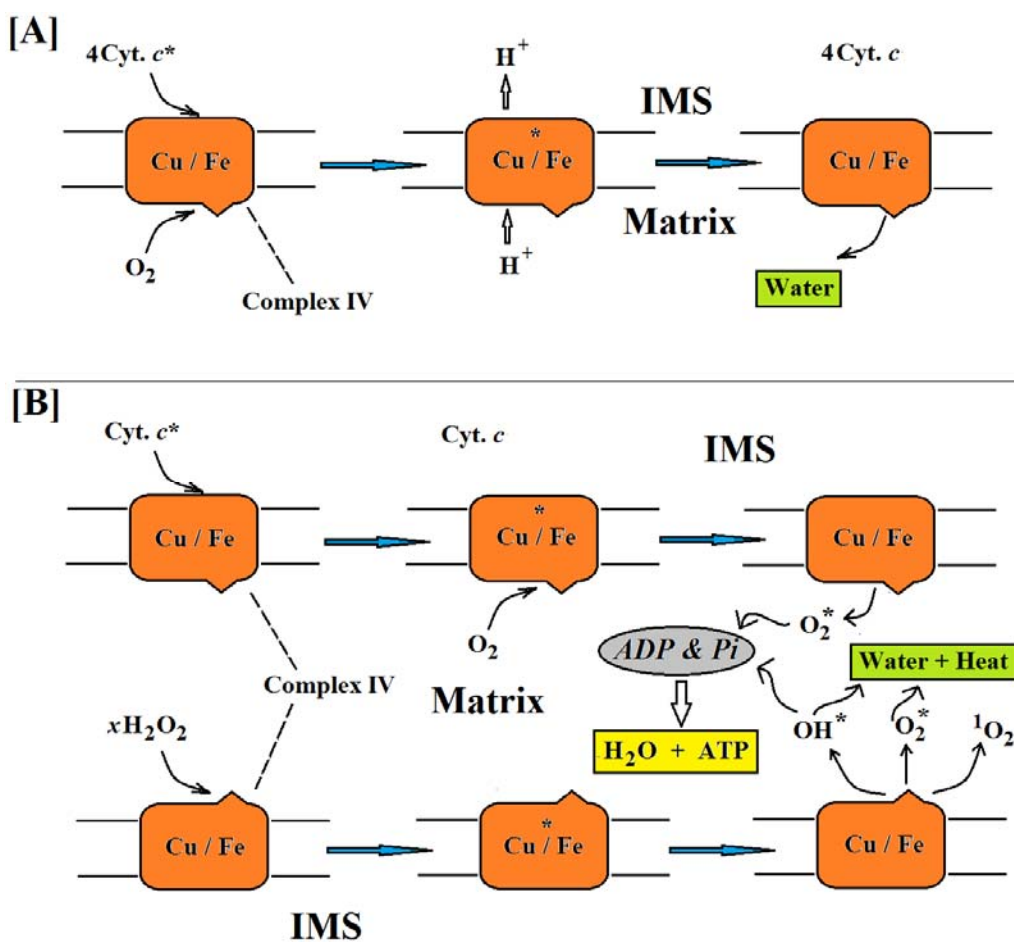 [A]
4Cyt. c*
H+
4Cyt. c
IMS
*
Cu / Fe
Cu / Fe
Cu / Fe
Matrix
O2
H+
Complex IV
Water
[B]
Cyt. c*
Cyt. c
IMS
*
Cu / Fe
Cu / Fe
Cu / Fe
O2
O2*
ADP & Pi
Water + Heat
Complex IV
Matrix
xH2O2
OH*
O2*
1O2
H2O + ATP
*
Cu / Fe
Cu / Fe
Cu / Fe
IMS